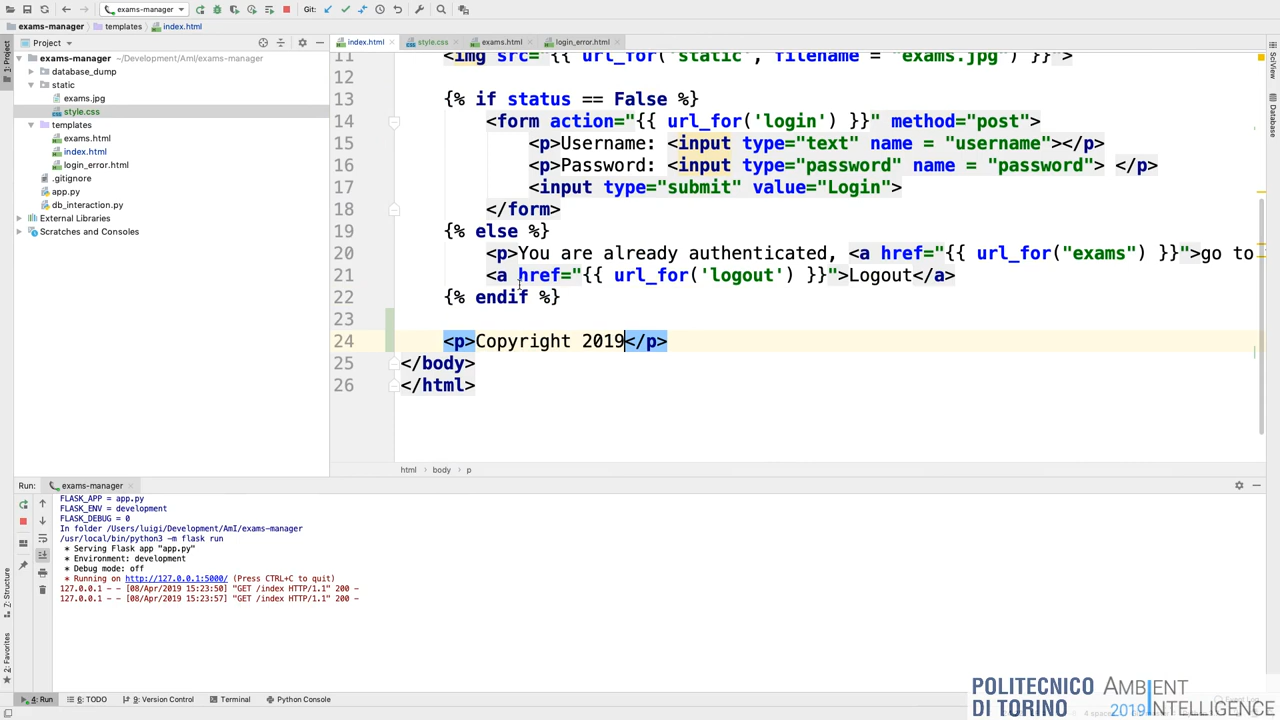 exams-manager
Git:
exams-manager
templates
index.html
Project
index.html
style.css
exams.html
login_error.html
exams-manager ~/Development/AmI/exams-manager
database_dump
static
exams.jpg
style.css
templates
exams.html
index.html
login_error.html
.gitignore
app.py
db_interaction.py
External Libraries
Scratches and Consoles
11 <img src="{{ url_for('static', filename = "exams.jpg") }}">
12
13 {% if status == False %}
14 <form action="{{ url_for('login') }}" method="post">
15 <p>Username: <input type="text" name = "username"></p>
16 <p>Password: <input type="password" name = "password"> </p>
17 <input type="submit" value="Login">
18 </form>
19 {% else %}
20 <p>You are already authenticated, <a href="{{ url_for("exams") }}">go to
21 <a href="{{ url_for('logout') }}">Logout</a>
22 {% endif %}
23
24 <p>Copyright 2019</p>
25 </body>
26 </html>
html
body
p
1: Project
SciView
Database
Z: Structure
2: Favorites
Run:
exams-manager
FLASK_APP = app.py
FLASK_ENV = development
FLASK_DEBUG = 0
In folder /Users/luigi/Development/AmI/exams-manager
/usr/local/bin/python3 -m flask run
* Serving Flask app "app.py"
* Environment: development
* Debug mode: off
* Running on http://127.0.0.1:5000/ (Press CTRL+C to quit)
127.0.0.1 - - [08/Apr/2019 15:23:50] "GET /index HTTP/1.1" 200 -
127.0.0.1 - - [08/Apr/2019 15:23:57] "GET /index HTTP/1.1" 200 -
4: Run
6: TODO
9: Version Control
Terminal
Python Console
POLITECNICO
DI TORINO
AMBIENT
2019 INTELLIGENCE